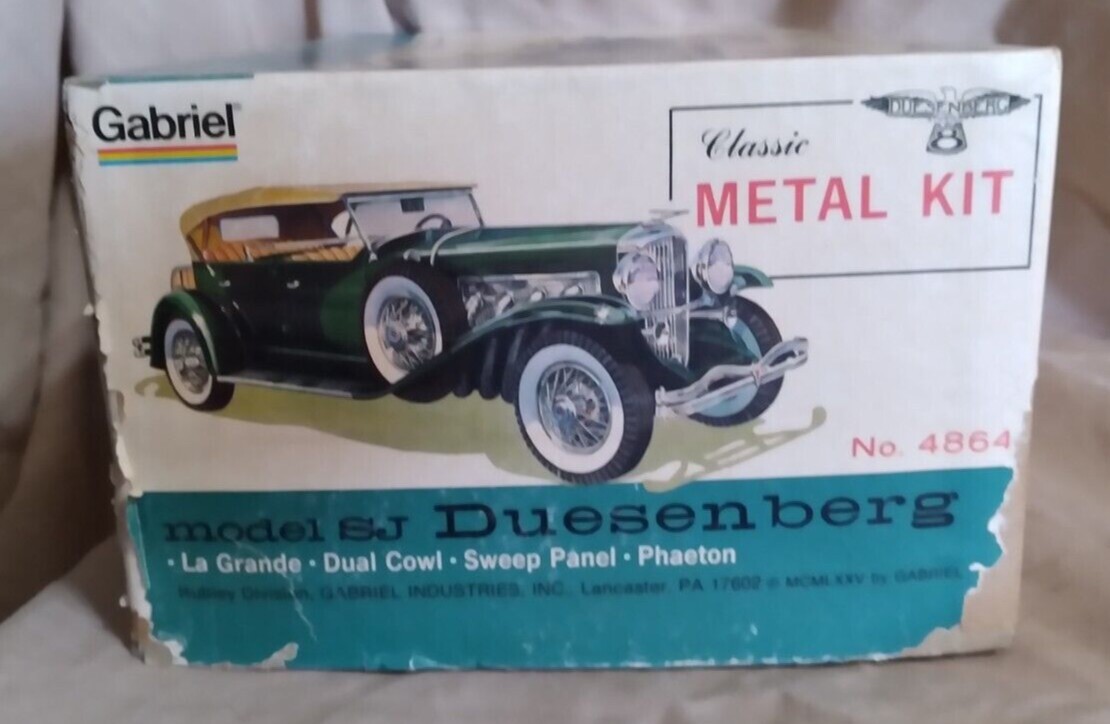 Gabriel
DUESENBERG
8
Classic
METAL KIT
No. 4864
model SJ Duesenberg
• La Grande • Dual Cowl • Sweep Panel • Phaeton
Hubley Division, GABRIEL INDUSTRIES, INC. Lancaster, PA 17602 © MCMLXXV by GABRIEL